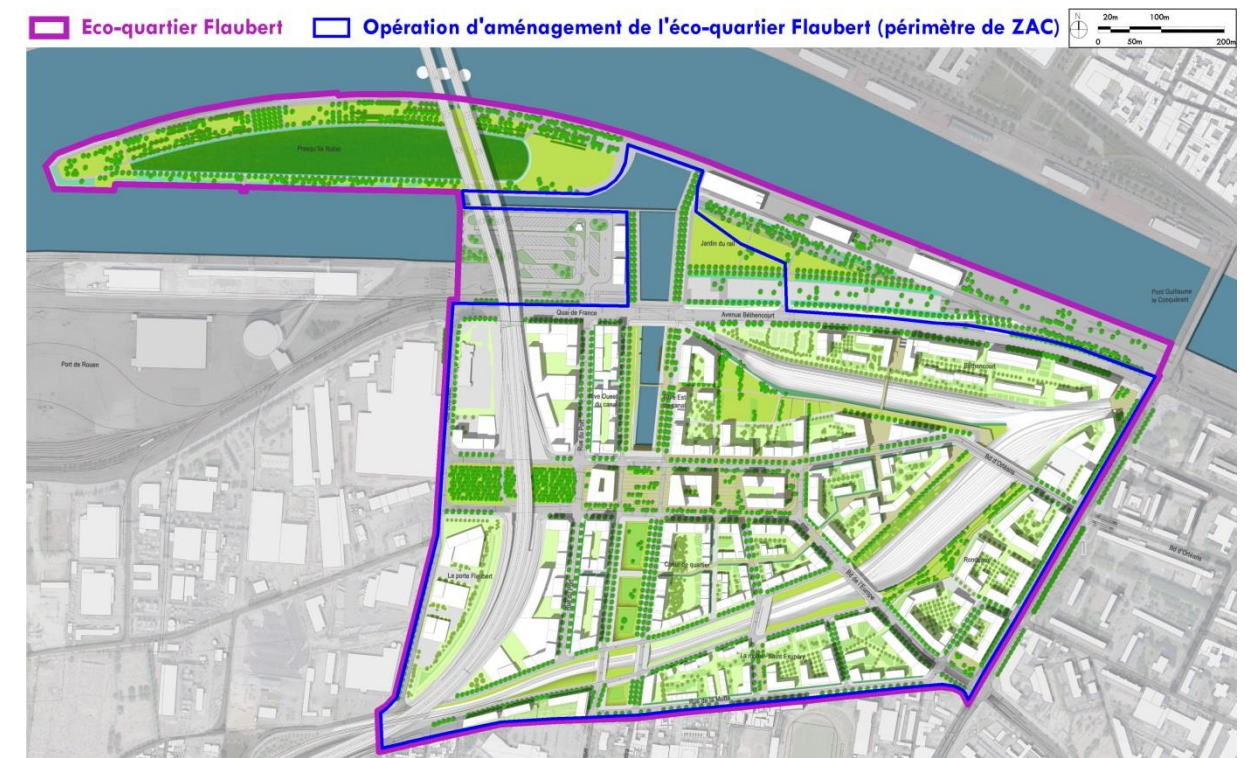 Eco-quartier Flaubert
Opération d'aménagement de l'éco-quartier Flaubert (périmètre de ZAC)
N
20m 100m
0 50m 200m
Presqu'île Rollet
Jardin du rail
Pont Guillaume
le Conquérant
Quai de France
Avenue Béthencourt
Port de Rouen
Béthencourt
Rive Ouest
du canal
Rive Est
du canal
Bd d'Orléans
Bd d'Orléans
La porte Flaubert
Coeur de quartier
Bd de l'Europe
Rondeaux
Saint Exupéry